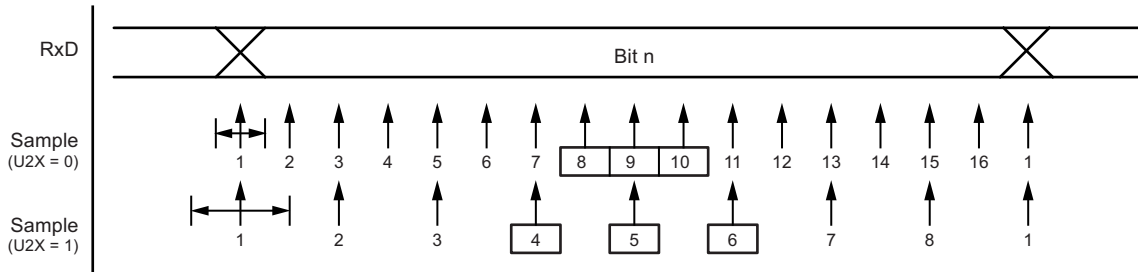 RxD
Bit n
Sample
(U2X = 0)
1 2 3 4 5 6 7 8 9 10 11 12 13 14 15 16 1
Sample
(U2X = 1)
1 2 3 4 5 6 7 8 1